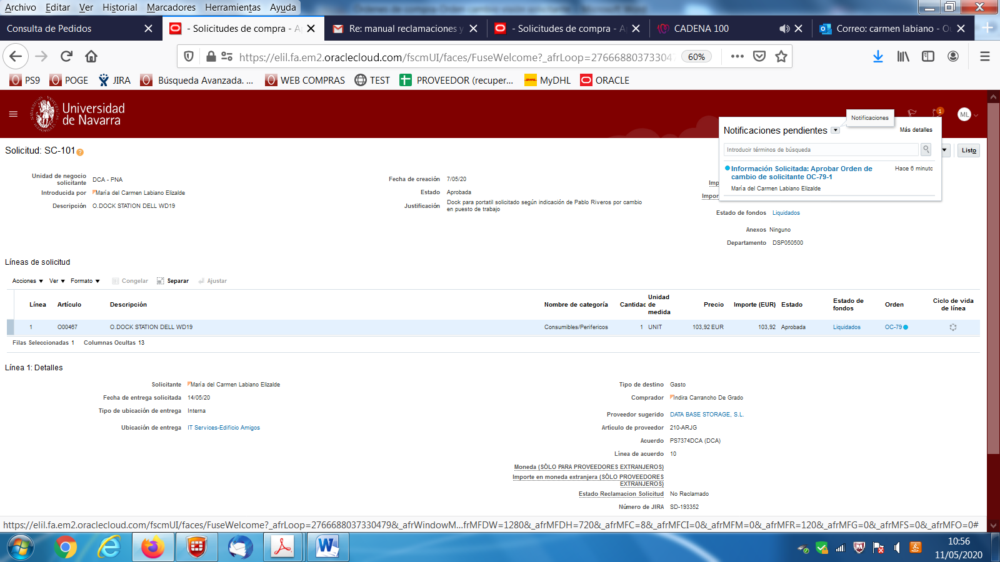 Archivo Editar Ver Historial Marcadores Herramientas Ayuda
Consulta de Pedidos
- Solicitudes de compra - A
Re: manual reclamaciones y
- Solicitudes de compra - A
CADENA 100
Correo: carmen labiano - Ou
https://elil.fa.em2.oraclecloud.com/fscmUI/faces/FuseWelcome?_afrLoop=276668803733047
60%
PS9 POGE JIRA Búsqueda Avanzada. ... WEB COMPRAS TEST PROVEEDOR (recuper... MyDHL ORACLE
Universidad
de Navarra
1
ML
Notificaciones
Notificaciones pendientes
Más detalles
Introducir términos de búsqueda
Información Solicitada: Aprobar Orden de
cambio de solicitante OC-79-1
Hace 6 minutc
María del Carmen Labiano Elizalde
Solicitud: SC-101
Listo
Unidad de negocio
solicitante
DCA - PNA
Introducida por María del Carmen Labiano Elizalde
Descripción O.DOCK STATION DELL WD19
Fecha de creación 7/05/20
Estado Aprobada
Justificación Dock para portatil solicitado según indicación de Pablo Riveros por cambio
en puesto de trabajo
Imp
Impor
Estado de fondos Liquidados
Anexos Ninguno
Departamento DSP050500
Líneas de solicitud
Acciones Ver Formato Congelar Separar Ajustar
Línea Artículo Descripción Nombre de categoría Cantidad Unidad de medida Precio Importe (EUR) Estado Estado de fondos Orden Ciclo de vida de línea
1 O00467 O.DOCK STATION DELL WD19 Consumibles/Perifericos 1 UNIT 103,92 EUR 103,92 Aprobada Liquidados OC-79
Filas Seleccionadas 1 Columnas Ocultas 13
Línea 1: Detalles
Solicitante María del Carmen Labiano Elizalde
Fecha de entrega solicitada 14/05/20
Tipo de ubicación de entrega Interna
Ubicación de entrega IT Services-Edificio Amigos
Tipo de destino Gasto
Comprador Indira Carrancho De Grado
Proveedor sugerido DATA BASE STORAGE, S.L.
Artículo de proveedor 210-ARJG
Acuerdo PS7374DCA (DCA)
Línea de acuerdo 10
Moneda (SÓLO PARA PROVEEDORES EXTRANJEROS)
Importe en moneda extranjera (SÓLO PROVEEDORES
EXTRANJEROS)
Estado Reclamacion Solicitud No Reclamado
Número de JIRA SD-193352
https://elil.fa.em2.oraclecloud.com/fscmUI/faces/FuseWelcome?_afrLoop=2766688037330479&_afrWindowM...frMFDW=1280&_afrMFDH=720&_afrMFC=8&_afrMFCI=0&_afrMFM=0&_afrMFR=120&_afrMFG=0&_afrMFS=0&_afrMFO=0#
10:56
11/05/2020